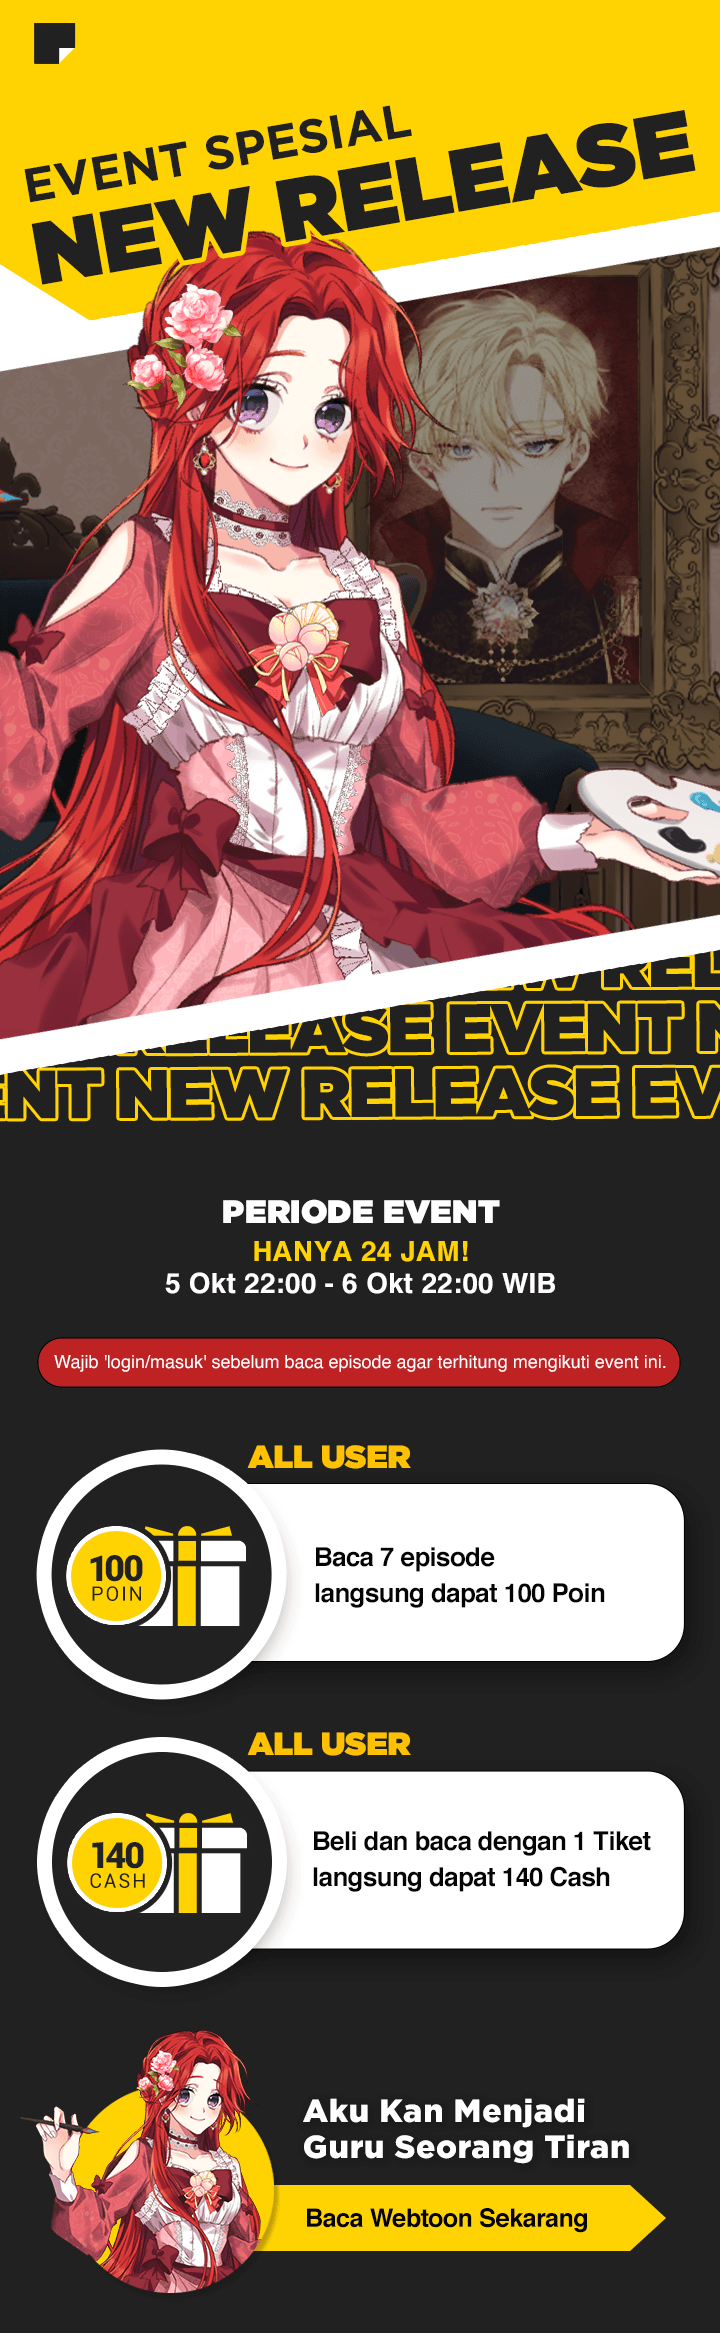 EVENT SPESIAL
NEW RELEASE
NEW REL
RELEASE EVENT N
ENT NEW RELEASE EV
PERIODE EVENT
HANYA 24 JAM!
5 Okt 22:00 - 6 Okt 22:00 WIB
Wajib 'login/masuk' sebelum baca episode agar terhitung mengikuti event ini.
ALL USER
100
POIN
Baca 7 episode
langsung dapat 100 Poin
ALL USER
140
CASH
Beli dan baca dengan 1 Tiket
langsung dapat 140 Cash
Aku Kan Menjadi
Guru Seorang Tiran
Baca Webtoon Sekarang